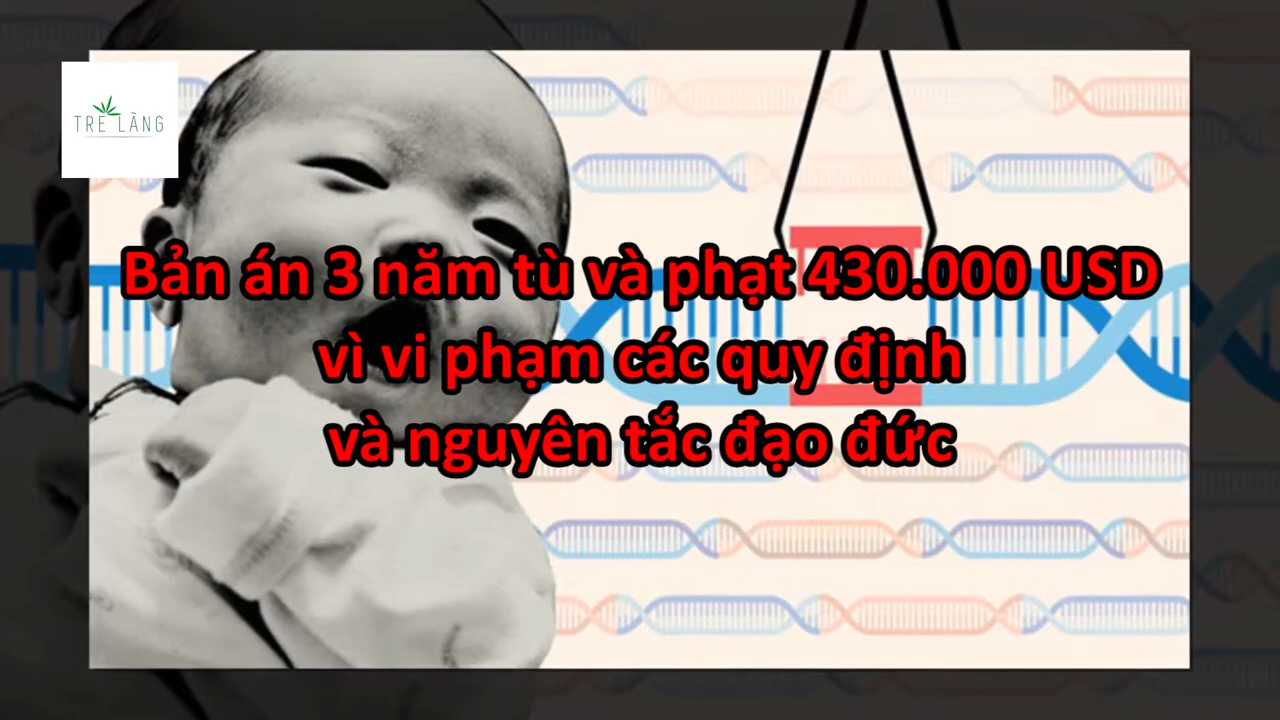 TRE LÀNG
Bản án 3 năm tù và phạt 430.000 USD
vì vi phạm các quy định
và nguyên tắc đạo đức